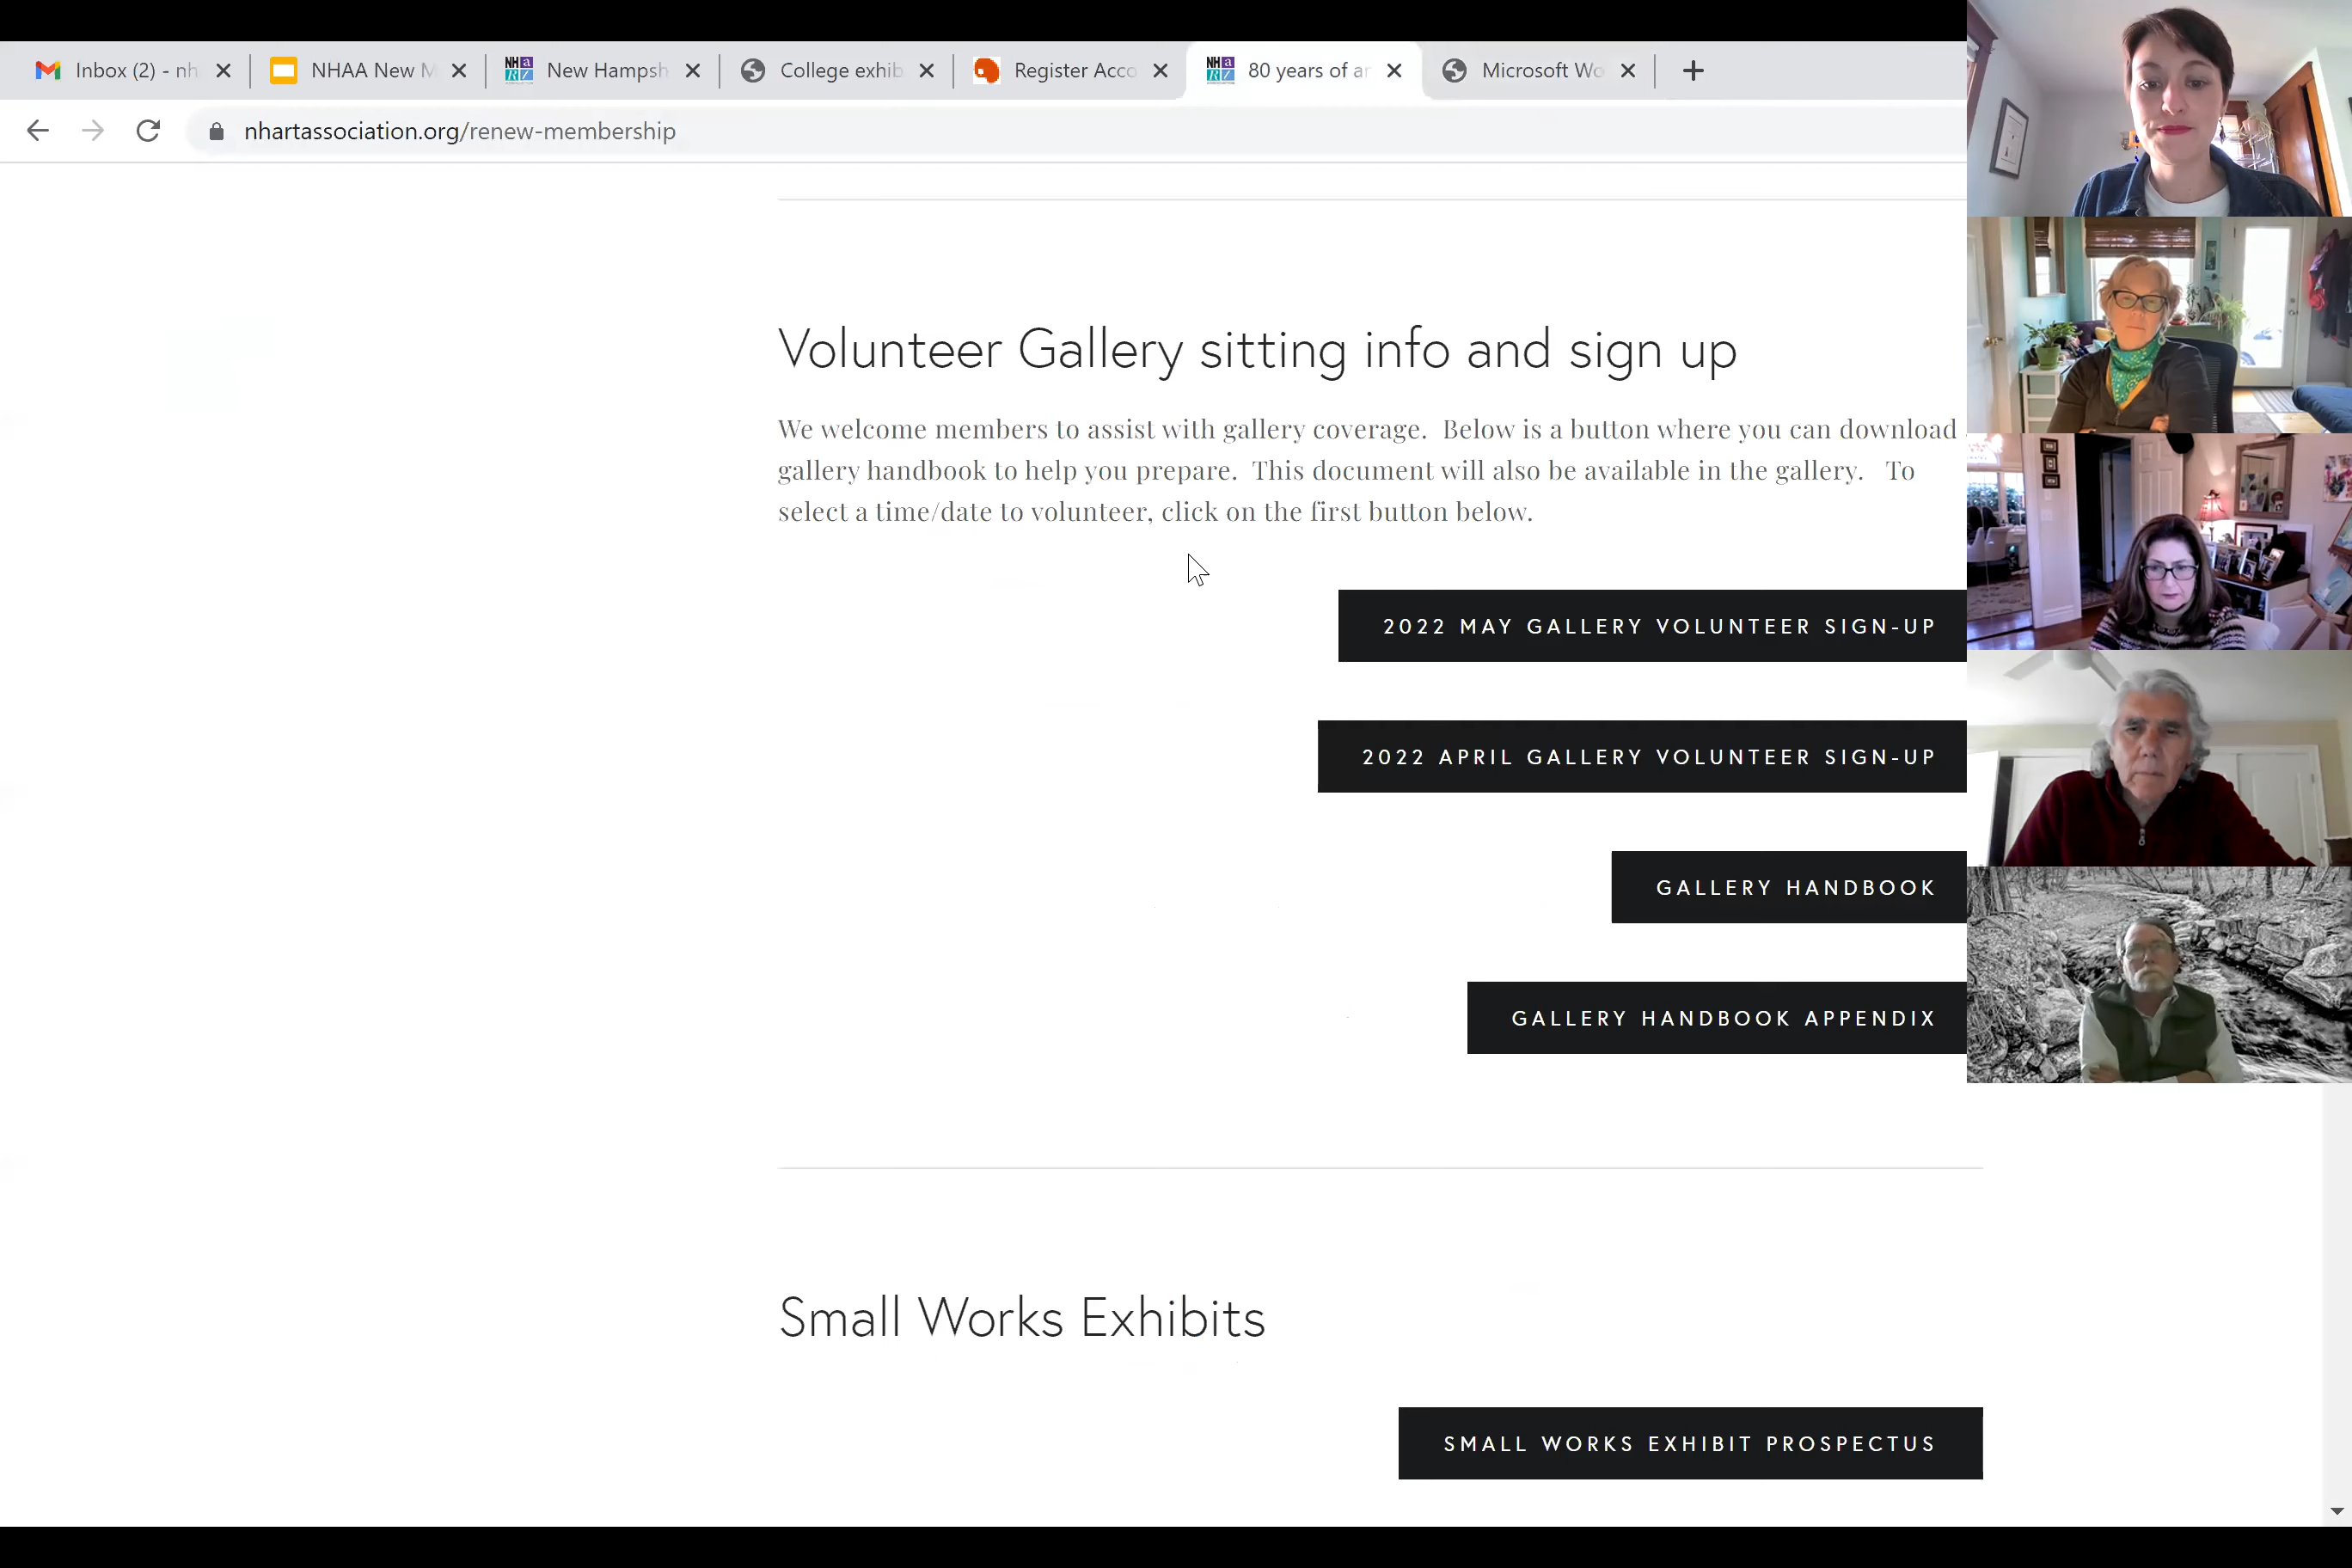 Inbox (2) - nh
NHAA New M
New Hampsh
College exhib
Register Acco
80 years of ar
Microsoft Wo
nhartassociation.org/renew-membership
Volunteer Gallery sitting info and sign up
We welcome members to assist with gallery coverage. Below is a button where you can download
gallery handbook to help you prepare. This document will also be available in the gallery. To
select a time/date to volunteer, click on the first button below.
2022 MAY GALLERY VOLUNTEER SIGN-UP
2022 APRIL GALLERY VOLUNTEER SIGN-UP
GALLERY HANDBOOK
GALLERY HANDBOOK APPENDIX
Small Works Exhibits
SMALL WORKS EXHIBIT PROSPECTUS